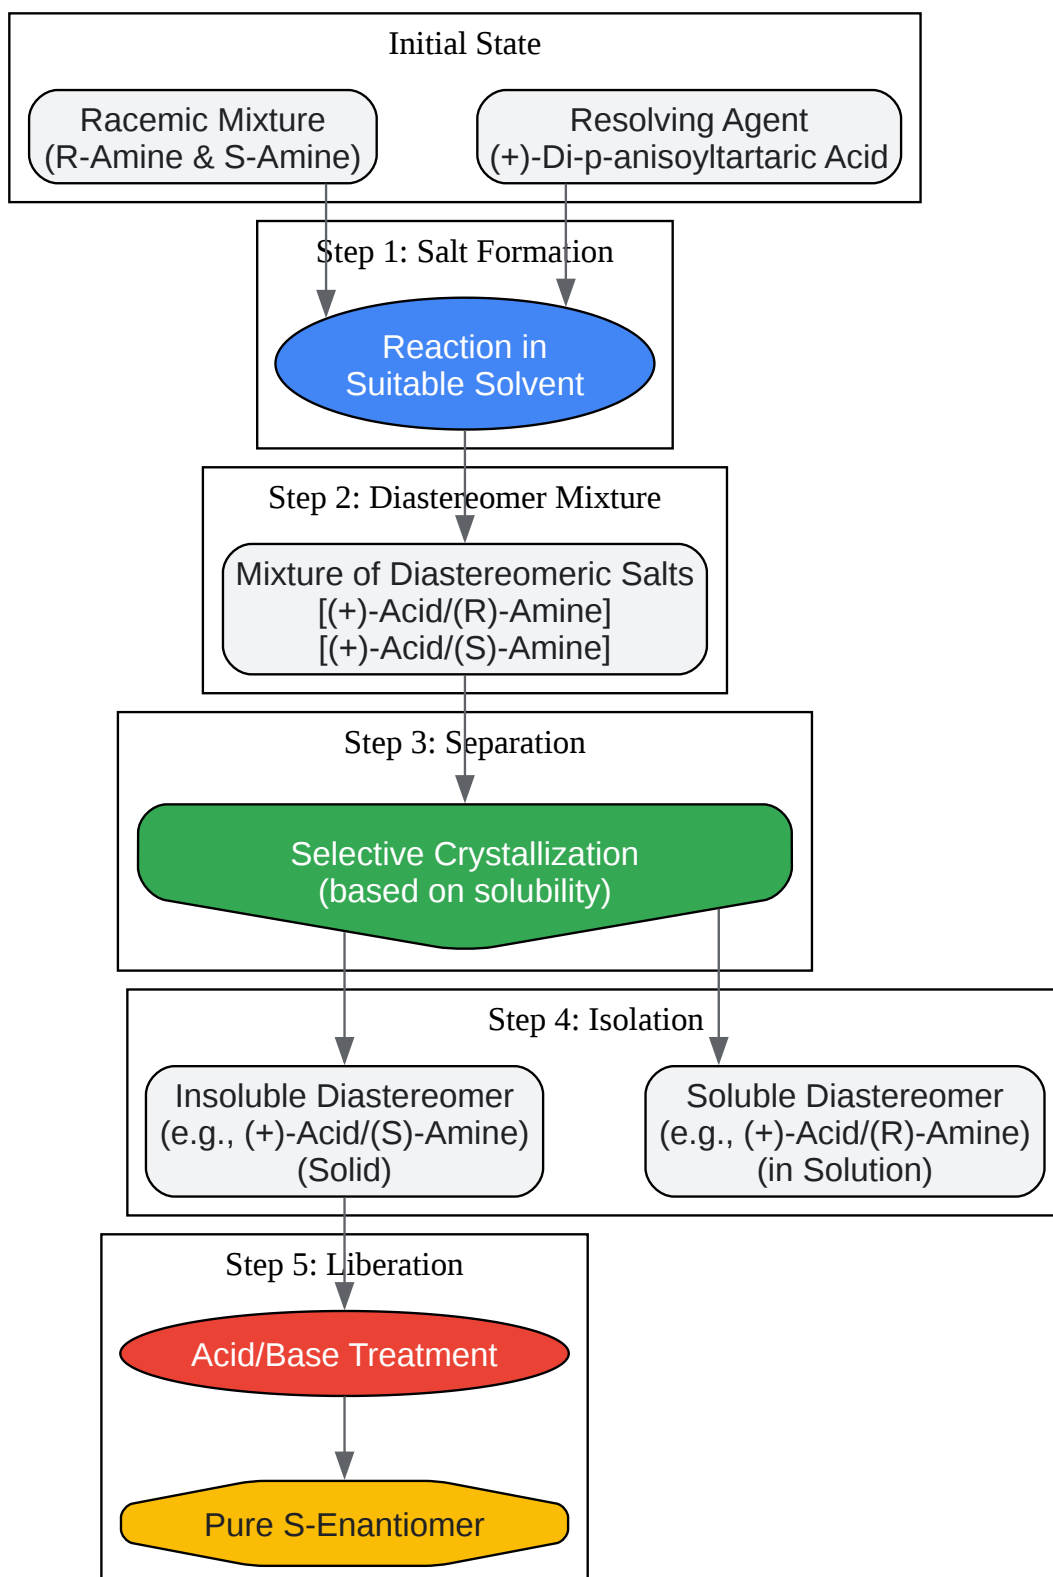 Initial State
Racemic Mixture
(R-Amine & S-Amine)
Resolving Agent
(+)-Di-p-anisoyltartaric Acid
Step 1: Salt Formation
Reaction in
Suitable Solvent
Step 2: Diastereomer Mixture
Mixture of Diastereomeric Salts
[(+)-Acid/(R)-Amine]
[(+)-Acid/(S)-Amine]
Step 3: Separation
Selective Crystallization
(based on solubility)
Step 4: Isolation
Insoluble Diastereomer
(e.g., (+)-Acid/(S)-Amine)
(Solid)
Soluble Diastereomer
(e.g., (+)-Acid/(R)-Amine)
(in Solution)
Step 5: Liberation
Acid/Base Treatment
Pure S-Enantiomer